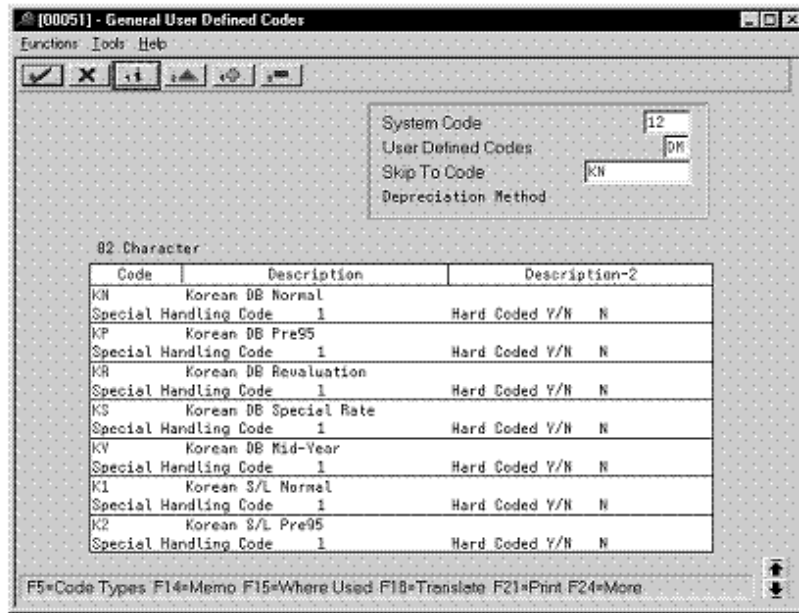 [00051] - General User Defined Codes
Functions Tools Help
System Code 12
User Defined Codes DM
Skip To Code KN
Depreciation Method
02 Character
Code Description Description-2
KN Korean DB Normal
Special Handling Code 1 Hard Coded Y/N N
KP Korean DB Pre95
Special Handling Code 1 Hard Coded Y/N N
KR Korean DB Revaluation
Special Handling Code 1 Hard Coded Y/N N
KS Korean DB Special Rate
Special Handling Code 1 Hard Coded Y/N N
KV Korean DB Mid-Year
Special Handling Code 1 Hard Coded Y/N N
K1 Korean S/L Normal
Special Handling Code 1 Hard Coded Y/N N
K2 Korean S/L Pre95
Special Handling Code 1 Hard Coded Y/N N
F5=Code Types F14=Memo F15=Where Used F18=Translate F21=Print F24=More